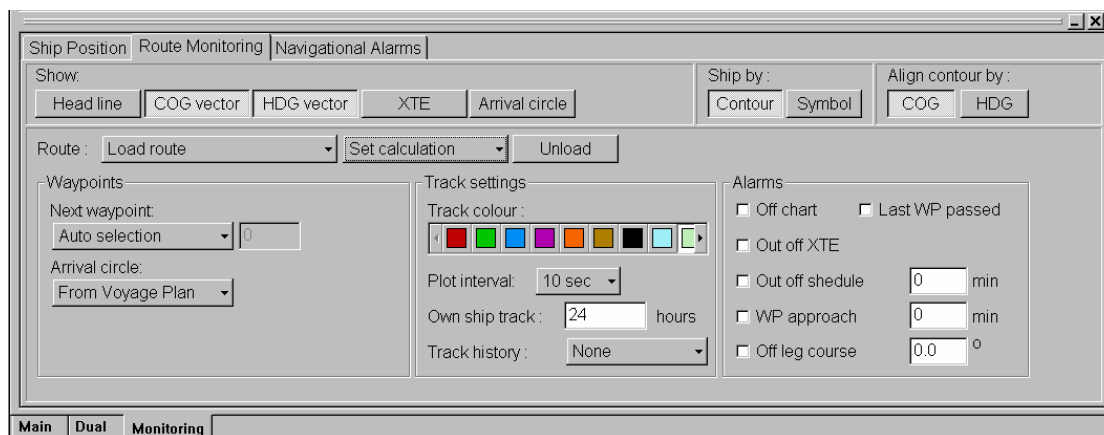 Ship Position Route Monitoring Navigational Alarms
Show: Ship by : Align contour by :
Head line COG vector HDG vector XTE Arrival circle Contour Symbol COG HDG
Route : Load route Set calculation Unload
Waypoints
Next waypoint:
Auto selection 0
Arrival circle:
From Voyage Plan
Track settings
Track colour :
Plot interval: 10 sec
Own ship track : 24 hours
Track history : None
Alarms
Off chart Last WP passed
Out off XTE
Out off shedule 0 min
WP approach 0 min
Off leg course 0.0 °
Main Dual Monitoring